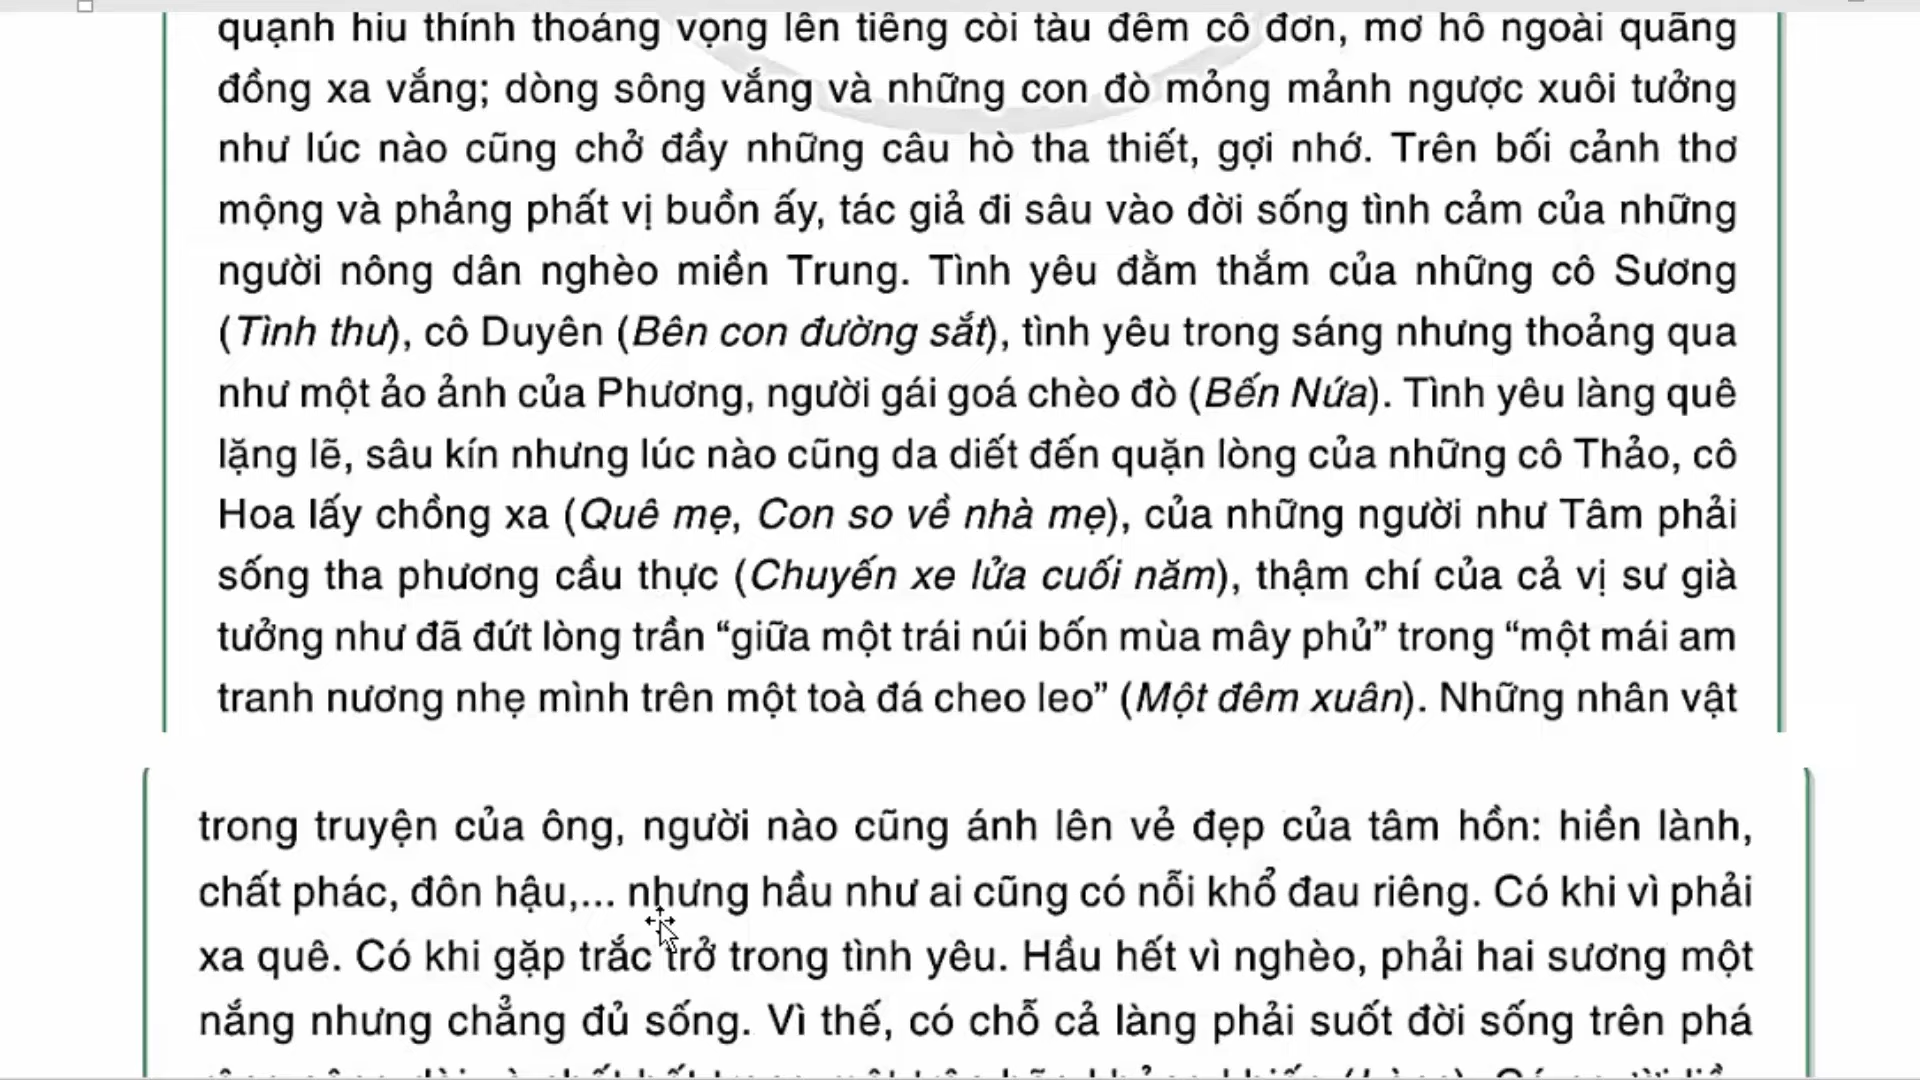 quạnh hiu thỉnh thoảng vọng lên tiếng còi tàu đêm cô đơn, mơ hồ ngoài quãng
đồng xa vắng; dòng sông vắng và những con đò mỏng mảnh ngược xuôi tưởng
như lúc nào cũng chở đầy những câu hò tha thiết, gợi nhớ. Trên bối cảnh thơ
mộng và phảng phất vị buồn ấy, tác giả đi sâu vào đời sống tình cảm của những
người nông dân nghèo miền Trung. Tình yêu đằm thắm của những cô Sương
(Tình thư), cô Duyên (Bên con đường sắt), tình yêu trong sáng nhưng thoảng qua
như một ảo ảnh của Phương, người gái goá chèo đò (Bến Nứa). Tình yêu làng quê
lặng lẽ, sâu kín nhưng lúc nào cũng da diết đến quặn lòng của những cô Thảo, cô
Hoa lấy chồng xa (Quê mẹ, Con so về nhà mẹ), của những người như Tâm phải
sống tha phương cầu thực (Chuyến xe lửa cuối năm), thậm chí của cả vị sư già
tưởng như đã đứt lòng trần “giữa một trái núi bốn mùa mây phủ” trong “một mái am
tranh nương nhẹ mình trên một toà đá cheo leo” (Một đêm xuân). Những nhân vật
trong truyện của ông, người nào cũng ánh lên vẻ đẹp của tâm hồn: hiền lành,
chất phác, đôn hậu,... nhưng hầu như ai cũng có nỗi khổ đau riêng. Có khi vì phải
xa quê. Có khi gặp trắc trở trong tình yêu. Hầu hết vì nghèo, phải hai sương một
nắng nhưng chẳng đủ sống. Vì thế, có chỗ cả làng phải suốt đời sống trên phá